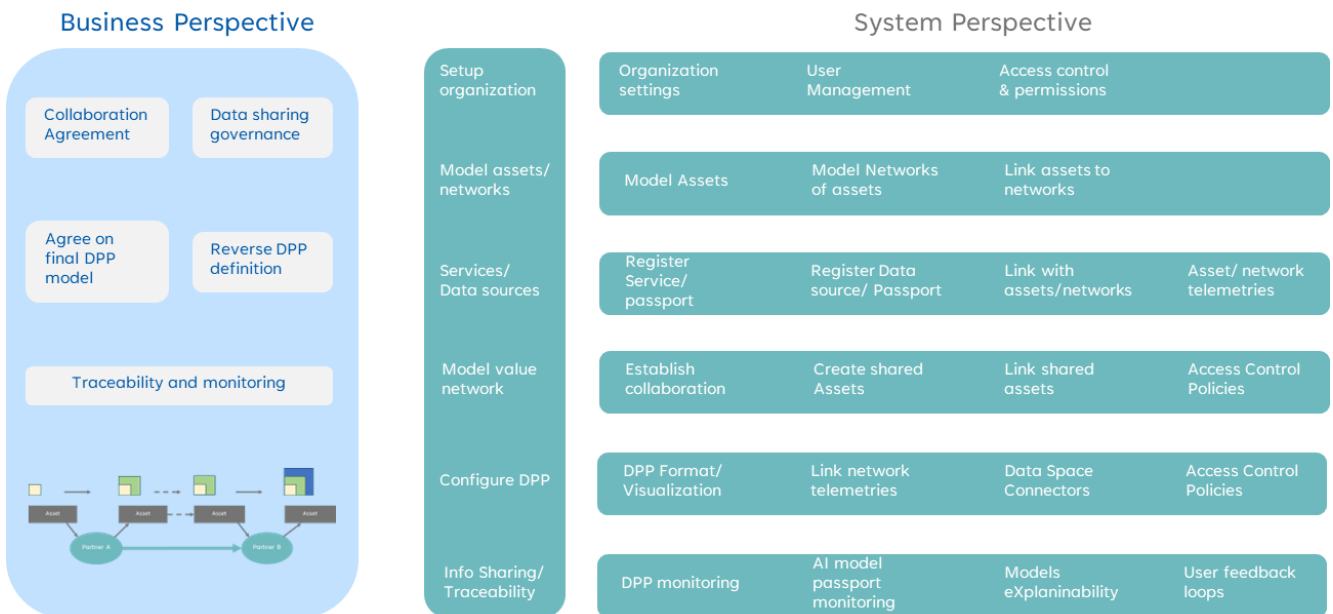 Business Perspective
System Perspective
Collaboration
Agreement
Data sharing
governance
Agree on
final DPP
model
Reverse DPP
definition
Traceability and monitoring
Asset
Asset
Asset
Asset
Partner A
Partner B
Setup
organization
Organization
settings
User
Management
Access control
& permissions
Model assets/
networks
Model Assets
Model Networks
of assets
Link assets to
networks
Services/
Data sources
Register
Service/
passport
Register Data
source/ Passport
Link with
assets/networks
Asset/ network
telemetries
Model value
network
Establish
collaboration
Create shared
Assets
Link shared
assets
Access Control
Policies
Configure DPP
DPP Format/
Visualization
Link network
telemetries
Data Space
Connectors
Access Control
Policies
Info Sharing/
Traceability
DPP monitoring
AI model
passport
monitoring
Models
eXplaninability
User feedback
loops